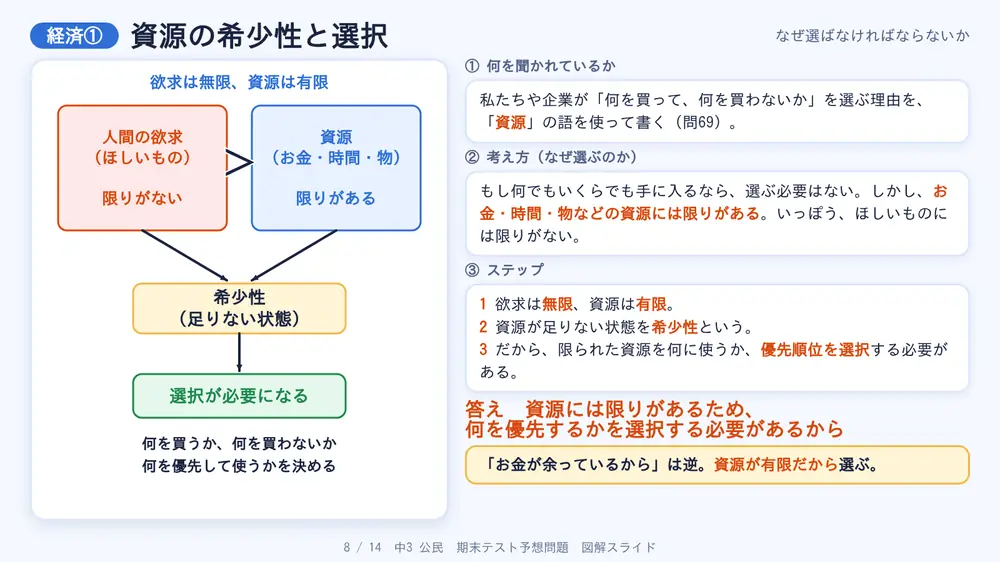 経済① 資源の希少性と選択
なぜ選ばなければならないか
欲求は無限、資源は有限
人間の欲求
（ほしいもの）
限りがない
>
資源
（お金・時間・物）
限りがある
希少性
（足りない状態）
選択が必要になる
何を買うか、何を買わないか
何を優先して使うかを決める
① 何を聞かれているか
私たちや企業が「何を買って、何を買わないか」を選ぶ理由を、
「資源」の語を使って書く（問69）。
② 考え方（なぜ選ぶのか）
もし何でもいくらでも手に入るなら、選ぶ必要はない。しかし、お
金・時間・物などの資源には限りがある。いっぽう、ほしいものに
は限りがない。
③ ステップ
1 欲求は無限、資源は有限。
2 資源が足りない状態を希少性という。
3 だから、限られた資源を何に使うか、優先順位を選択する必要が
ある。
答え 資源には限りがあるため、
何を優先するかを選択する必要があるから
「お金が余っているから」は逆。資源が有限だから選ぶ。
8 / 14 中3 公民 期末テスト予想問題 図解スライド